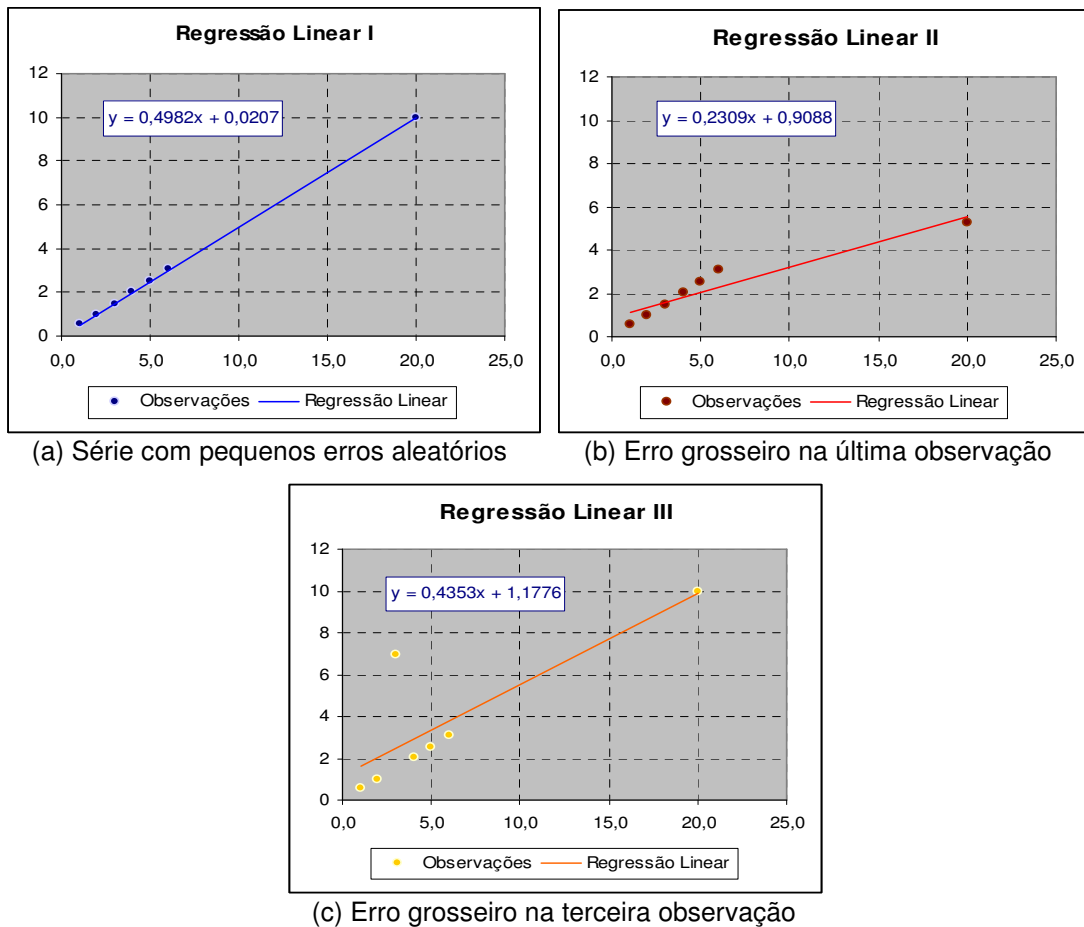 Regressão Linear I
12
10
8
6
4
2
0
y = 0,4982x + 0,0207
0,0 5,0 10,0 15,0 20,0 25,0
Observações Regressão Linear
(a) Série com pequenos erros aleatórios
Regressão Linear II
12
10
8
6
4
2
0
y = 0,2309x + 0,9088
0,0 5,0 10,0 15,0 20,0 25,0
Observações Regressão Linear
(b) Erro grosseiro na última observação
Regressão Linear III
12
10
8
6
4
2
0
y = 0,4353x + 1,1776
0,0 5,0 10,0 15,0 20,0 25,0
Observações Regressão Linear
(c) Erro grosseiro na terceira observação